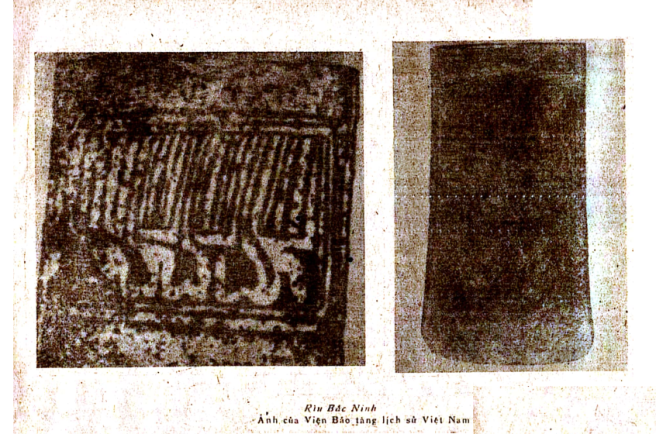 Rìu Bắc Ninh
Ảnh của Viện Bảo tàng lịch sử Việt Nam